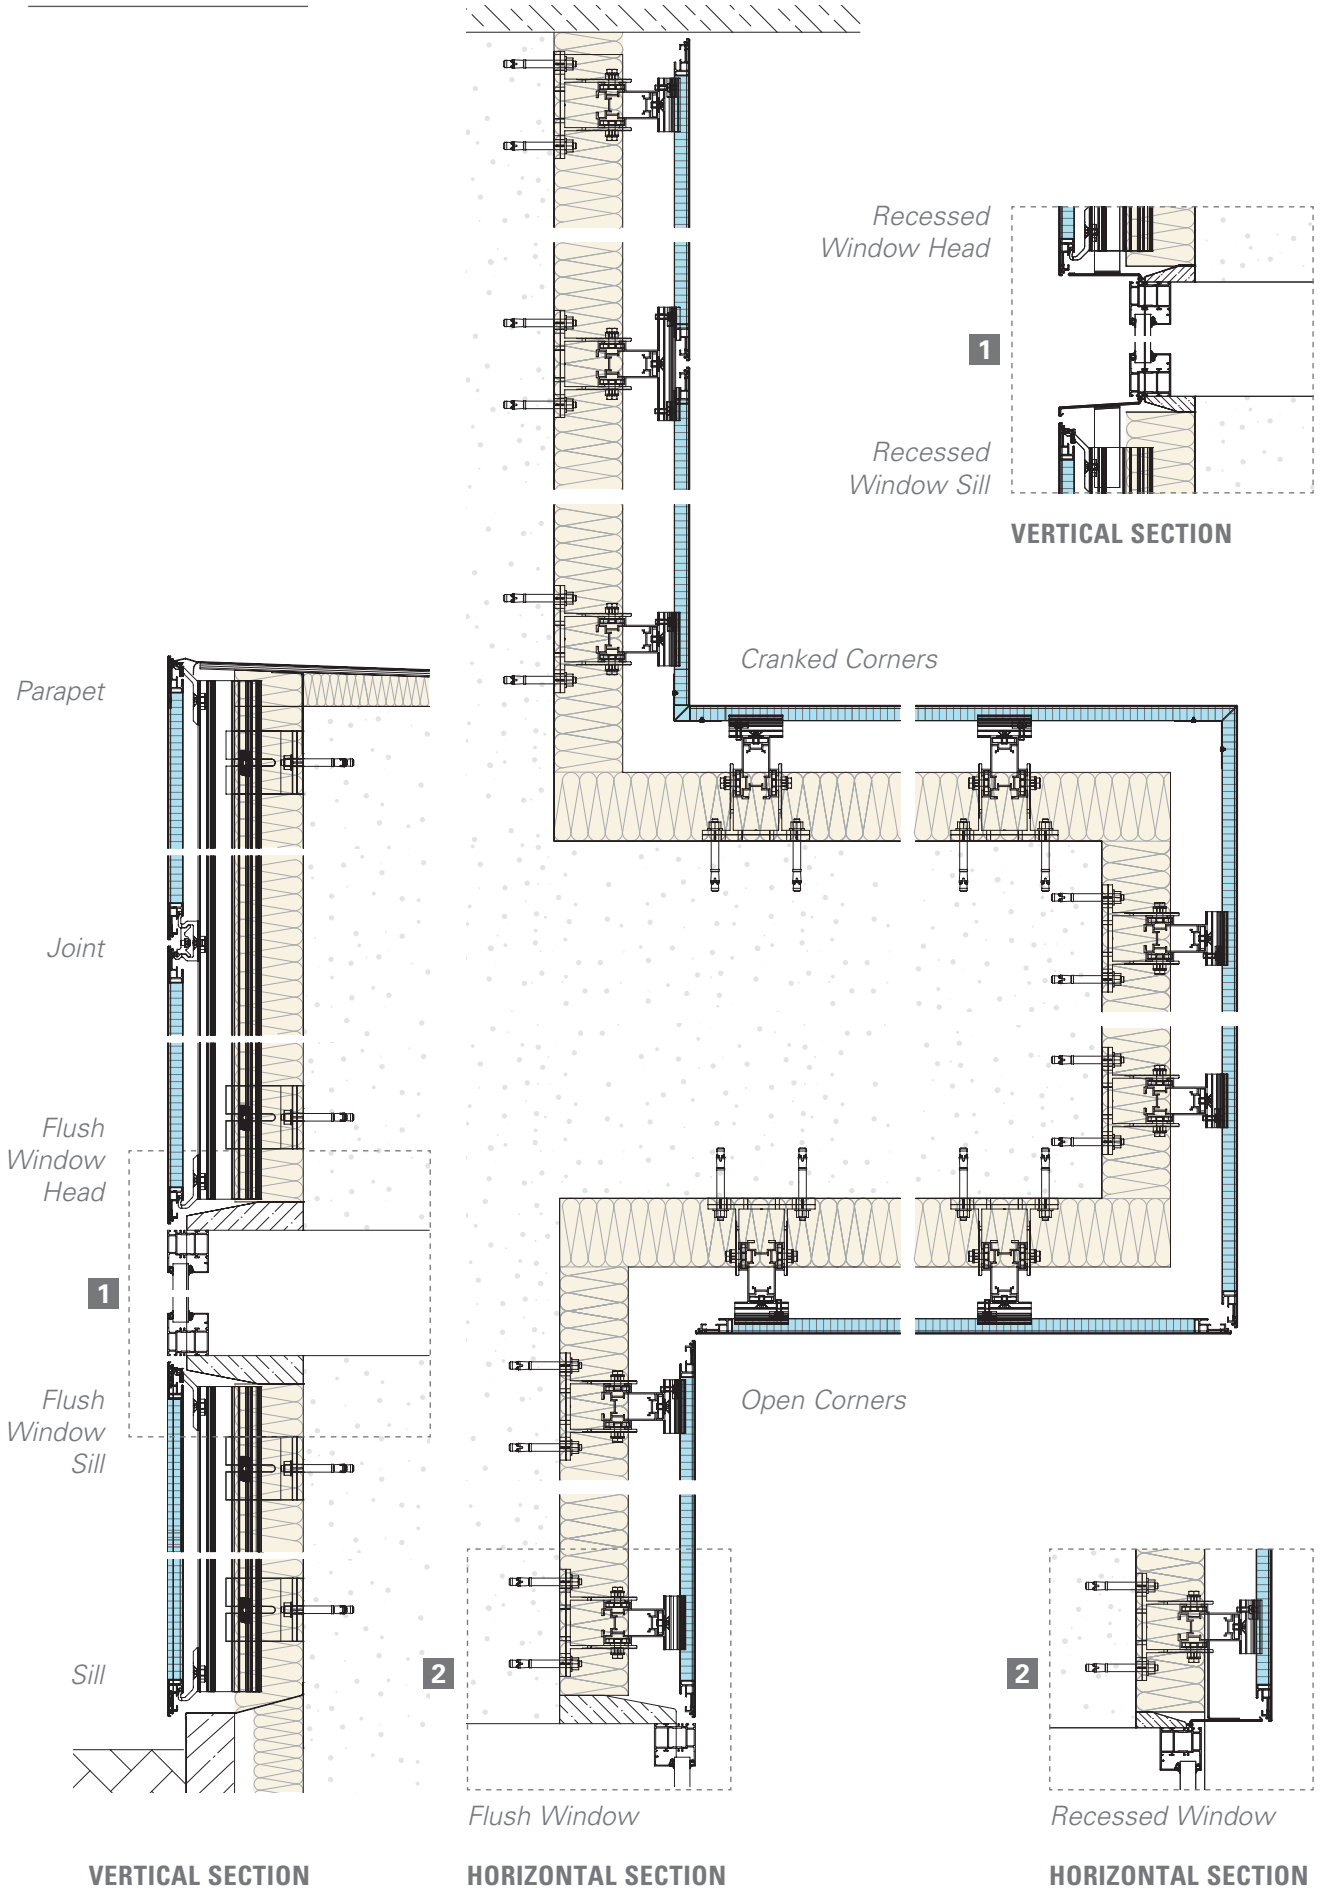 Recessed
Window Head
1
Recessed
Window Sill
VERTICAL SECTION
Cranked Corners
Parapet
Joint
Flush
Window
Head
1
Flush
Window
Sill
Open Corners
Sill
2
2
Flush Window
Recessed Window
VERTICAL SECTION
HORIZONTAL SECTION
HORIZONTAL SECTION